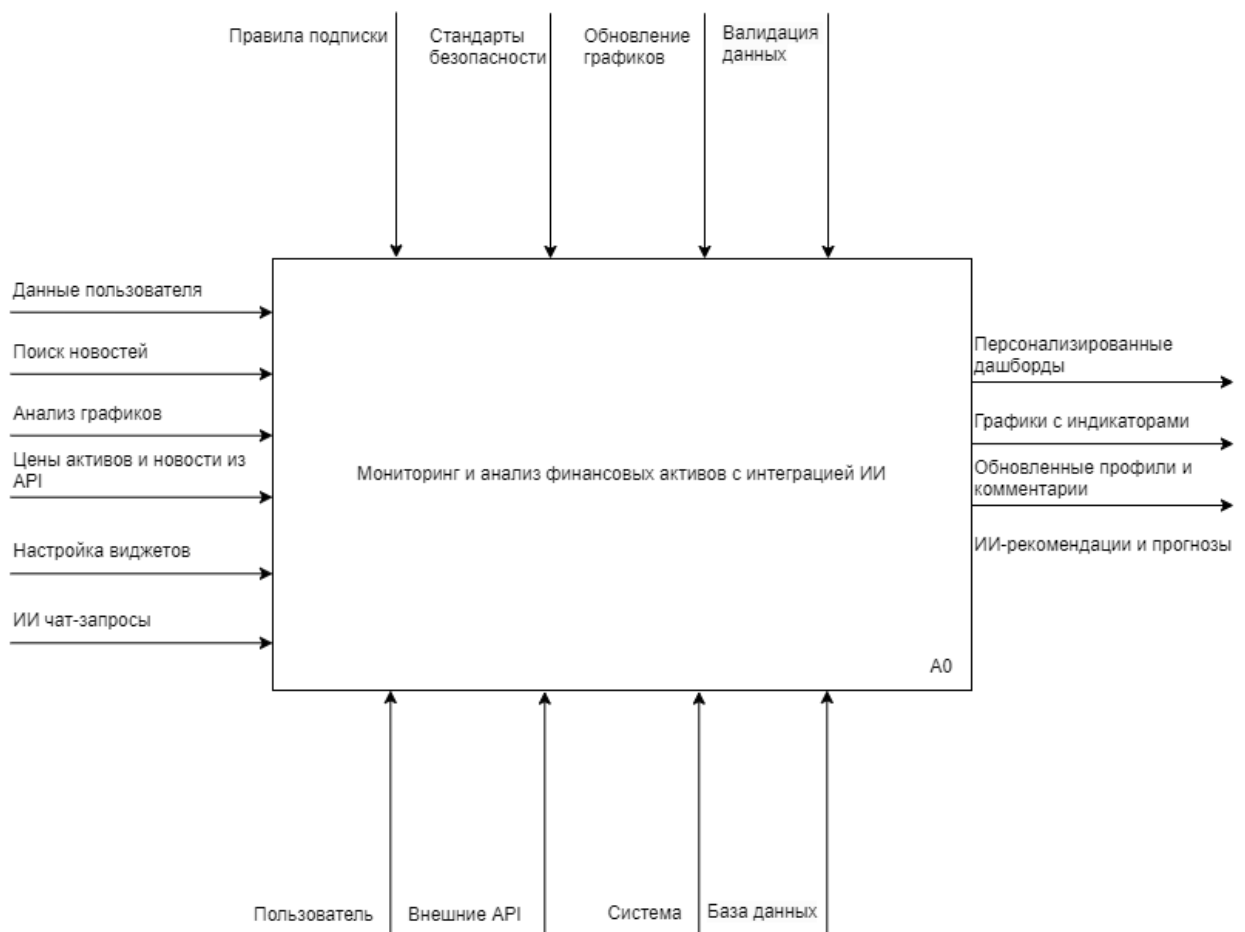 Правила подписки
Стандарты
безопасности
Обновление
графиков
Валидация
данных
Данные пользователя
Поиск новостей
Анализ графиков
Цены активов и новости из
API
Настройка виджетов
ИИ чат-запросы
Мониторинг и анализ финансовых активов с интеграцией ИИ
A0
Персонализированные
дашборды
Графики с индикаторами
Обновленные профили и
комментарии
ИИ-рекомендации и прогнозы
Пользователь
Внешние API
Система
База данных